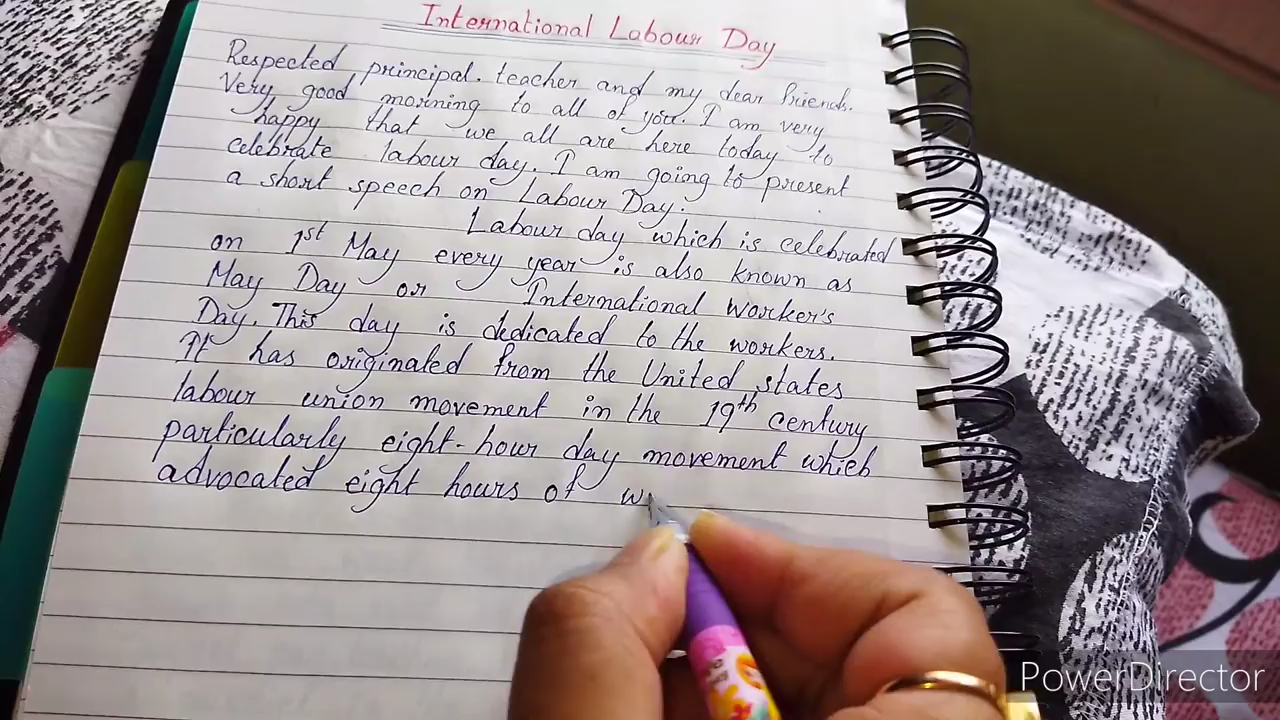 International Labour Day
Respected principal. teacher and my dear friends.
Very good morning to all of you. I am very
happy that we all are here today to
celebrate labour day. I am going to present
a short speech on Labour Day.
Labour day which is celebrated
on 1st May every year is also known as
May Day or International Worker's
Day. This day is dedicated to the workers.
It has originated from the United states
labour union movement in the 19th century
particularly eight-hour day movement which
advocated eight hours of
PowerDirector